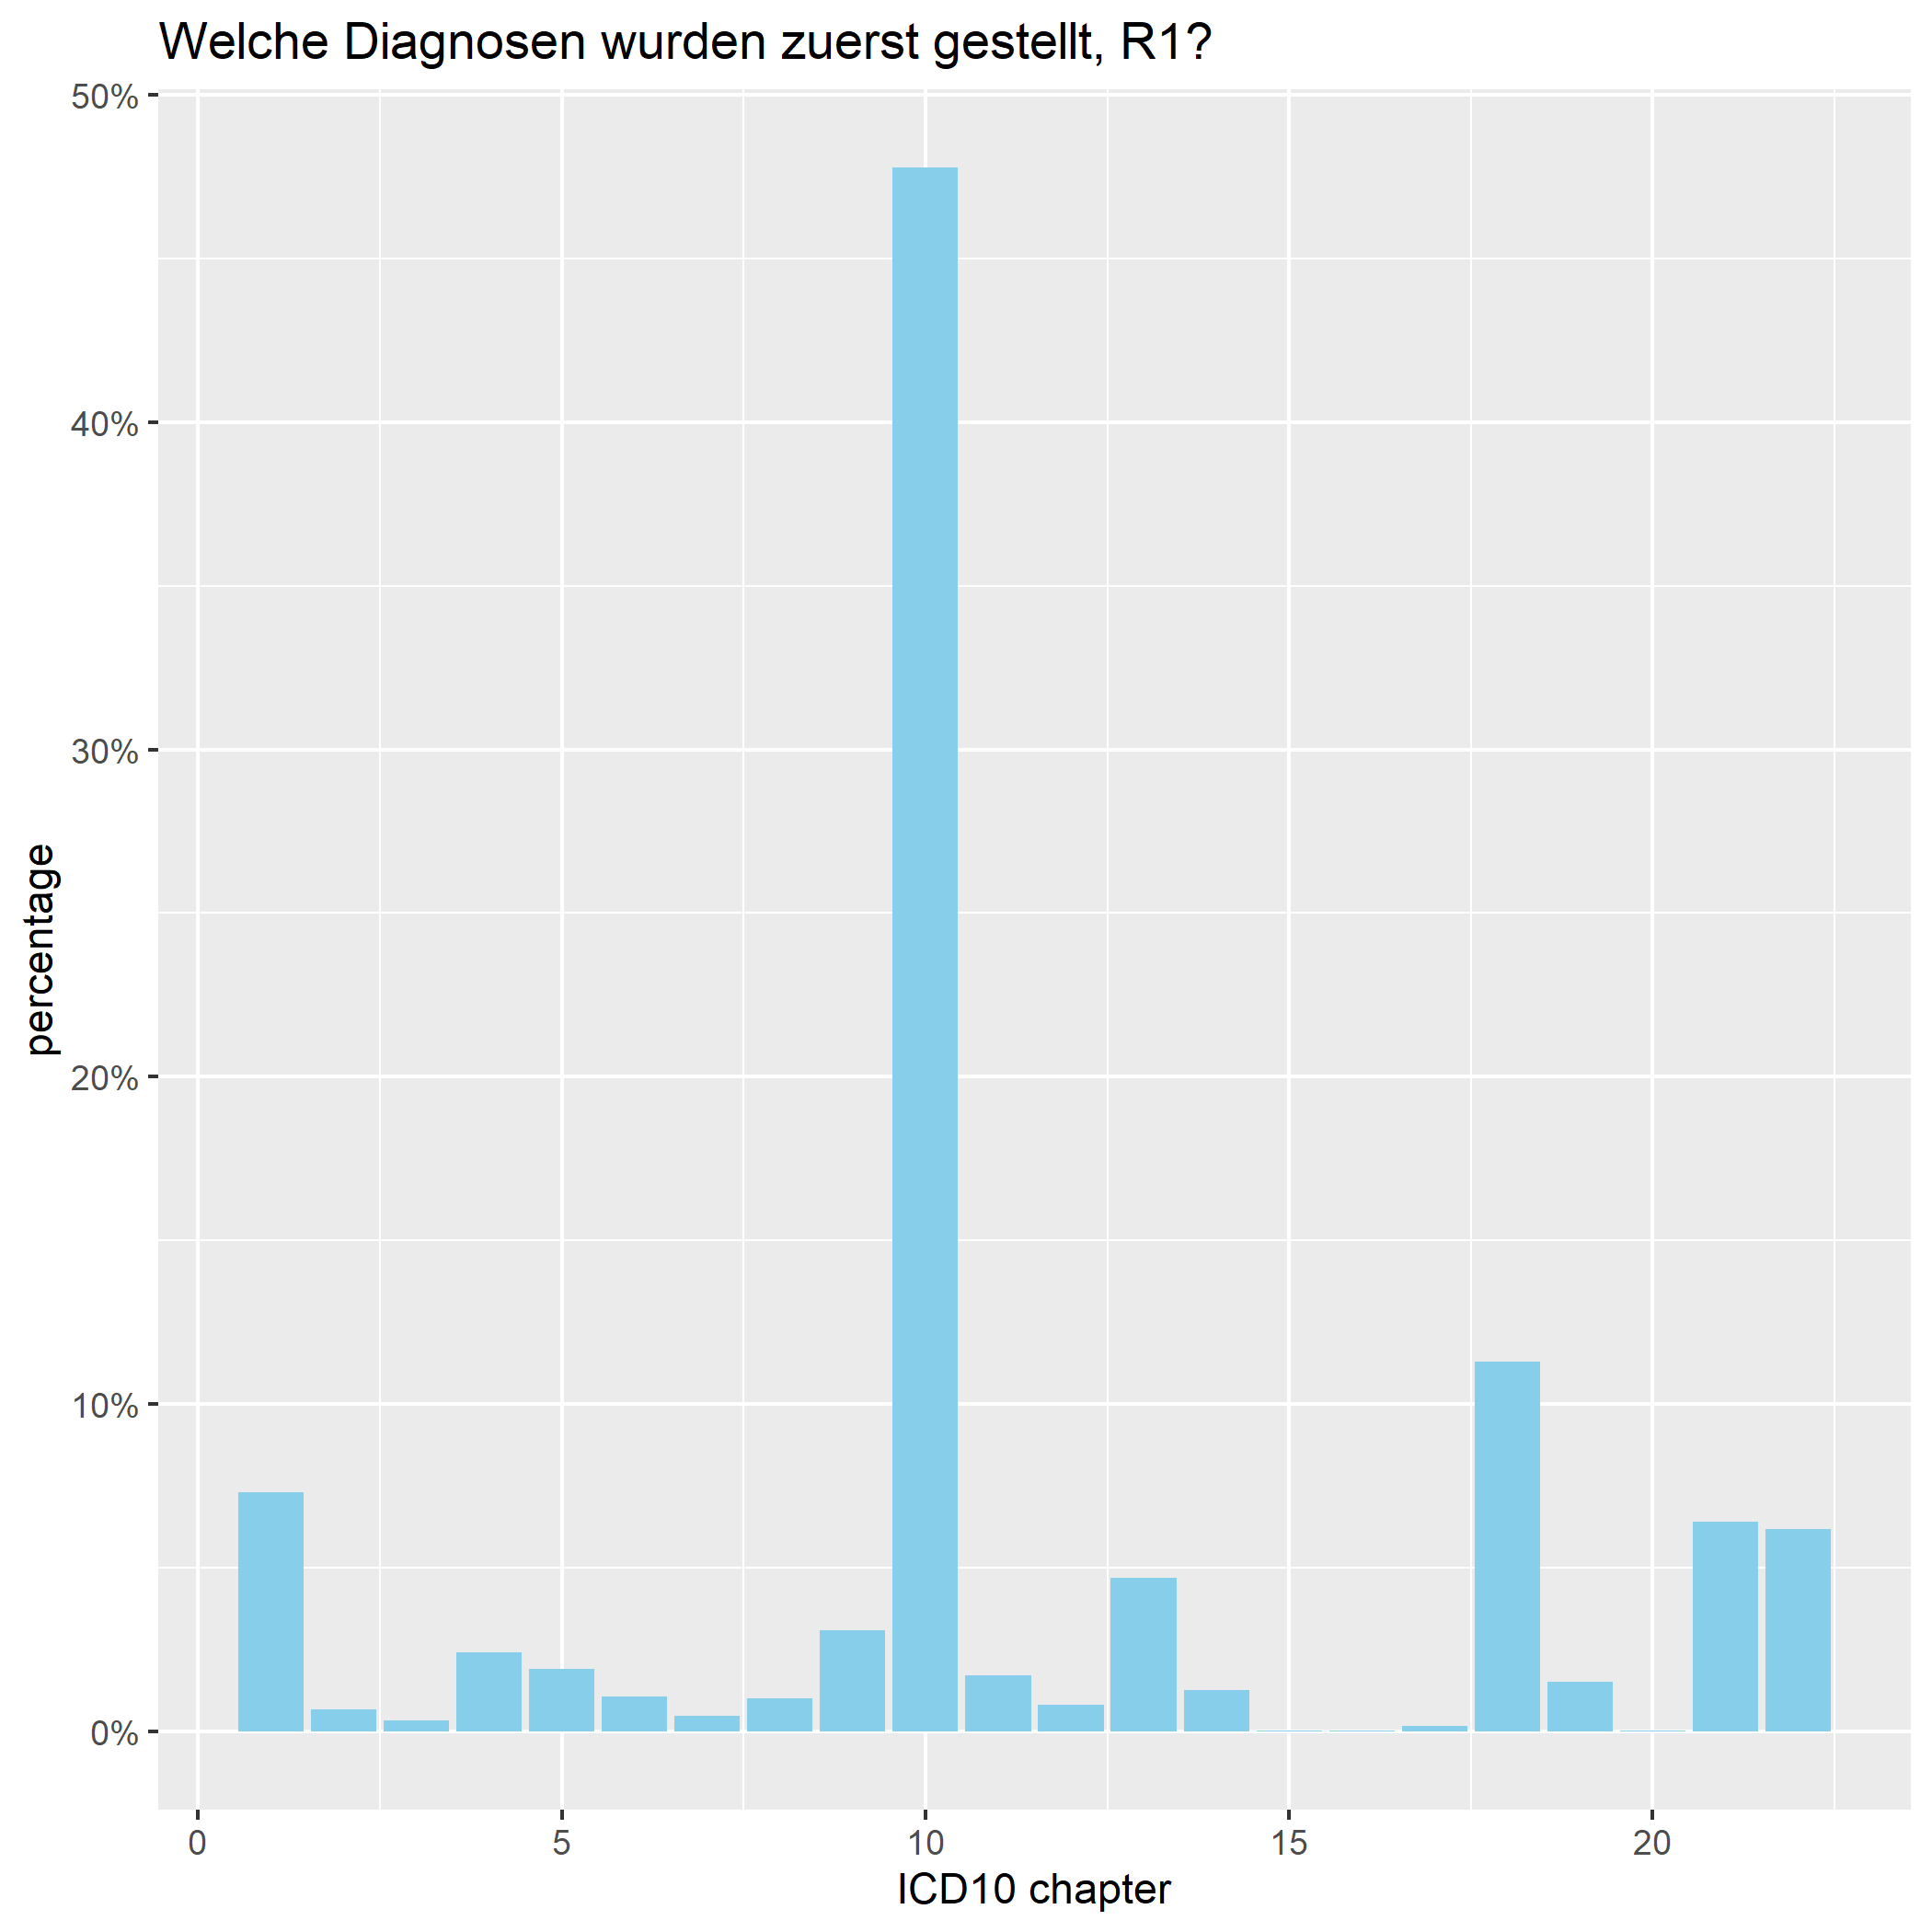 Welche Diagnosen wurden zuerst gestellt, R1?
50%
40%
30%
20%
10%
0%
percentage
0 5 10 15 20
ICD10 chapter